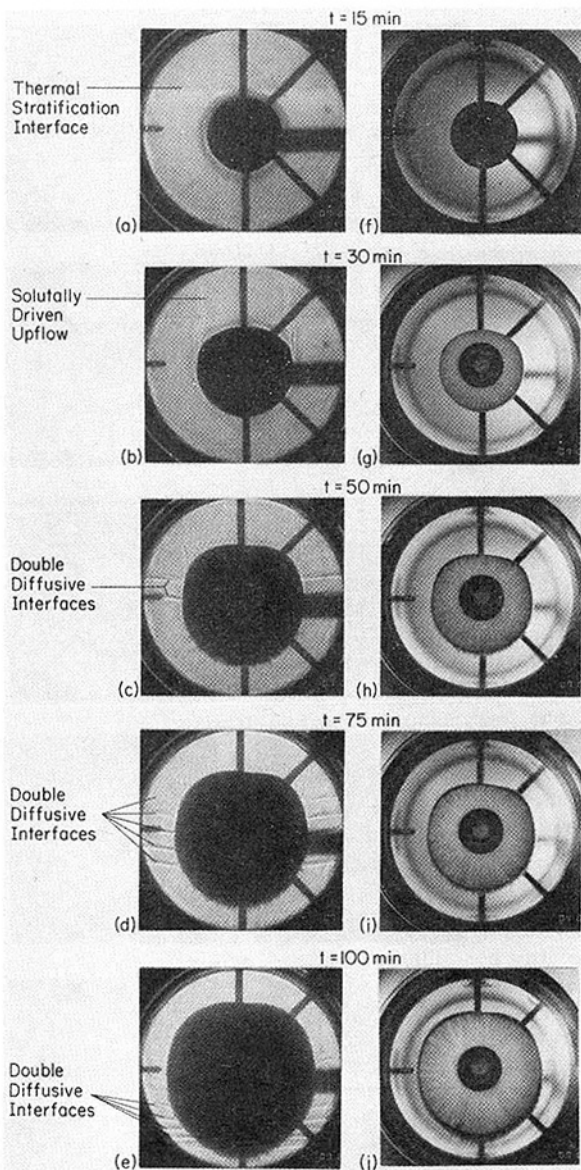 t = 15 min
Thermal
Stratification
Interface
(a)
(f)
t = 30 min
Solutally
Driven
Upflow
(b)
(g)
t = 50 min
Double
Diffusive
Interfaces
(c)
(h)
t = 75 min
Double
Diffusive
Interfaces
(d)
(i)
t = 100 min
Double
Diffusive
Interfaces
(e)
(j)